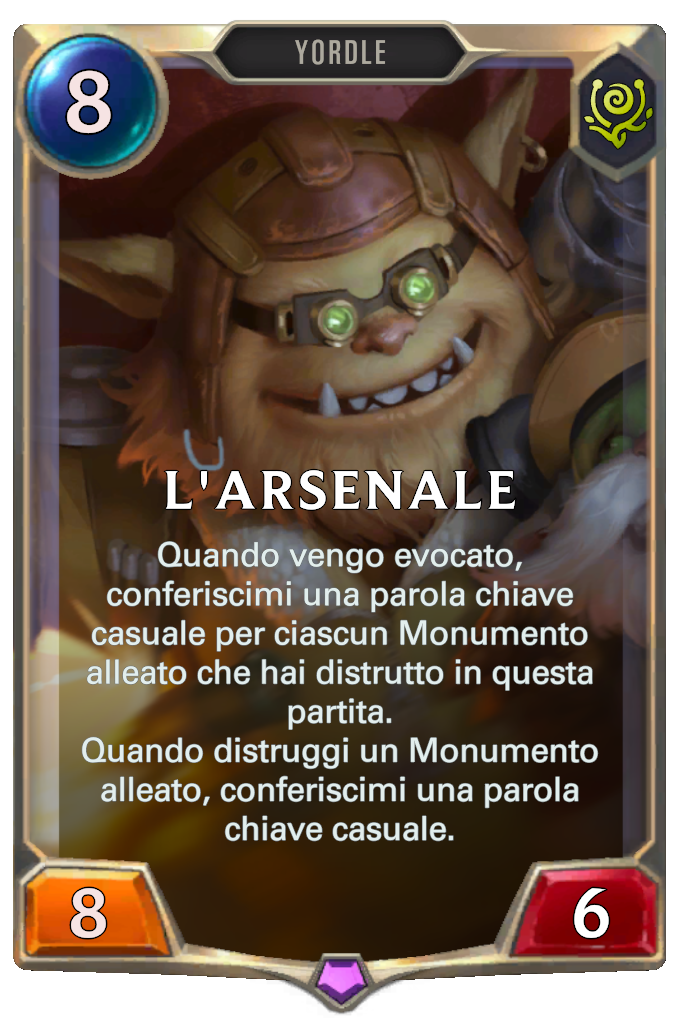 YORDLE
8
L'ARSENALE
Quando vengo evocato,
conferiscimi una parola chiave
casuale per ciascun Monumento
alleato che hai distrutto in questa
partita.
Quando distruggi un Monumento
alleato, conferiscimi una parola
chiave casuale.
8
6